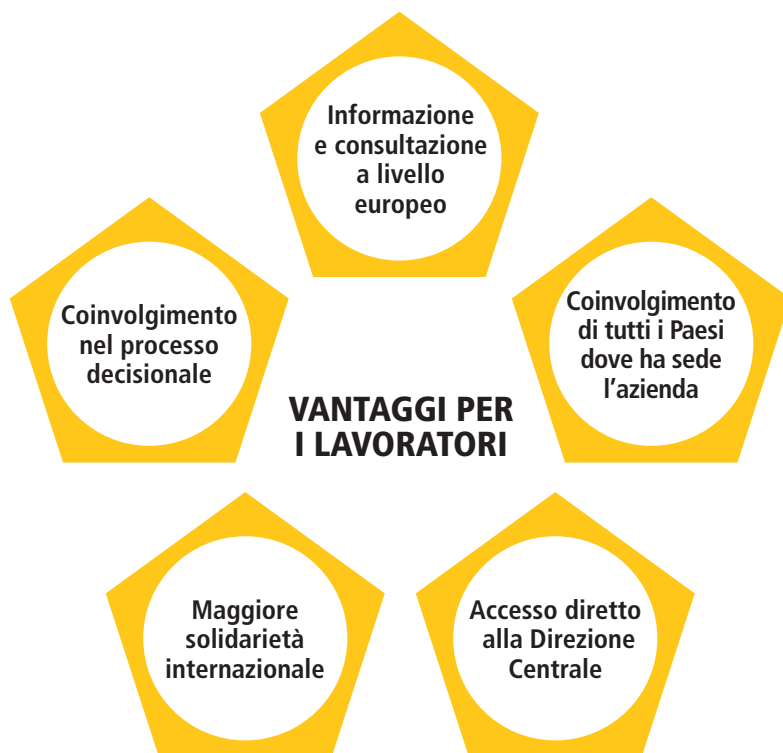 Informazione
e consultazione
a livello
europeo
Coinvolgimento
nel processo
decisionale
Coinvolgimento
di tutti i Paesi
dove ha sede
l'azienda
VANTAGGI PER
I LAVORATORI
Maggiore
solidarietà
internazionale
Accesso diretto
alla Direzione
Centrale